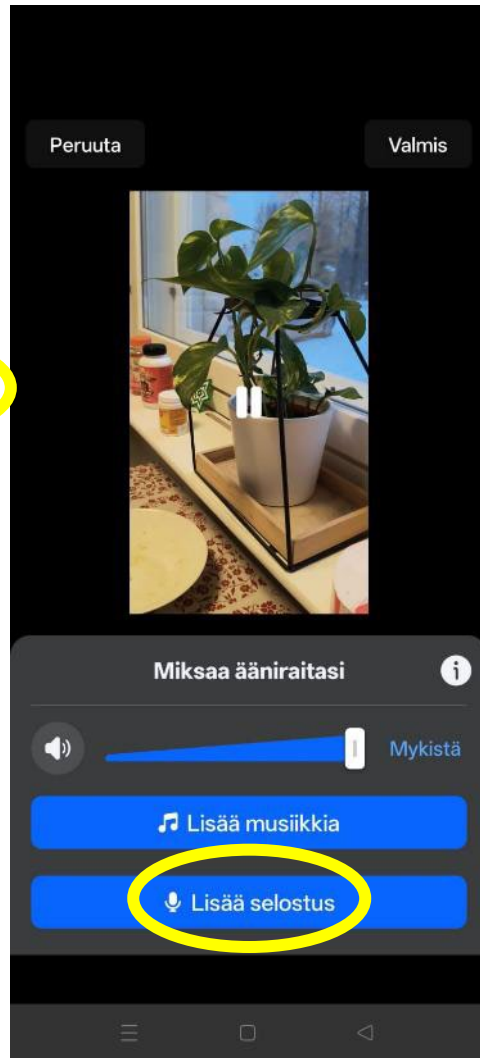 Peruuta
Valmis
Miksaa ääniraitasi
Mykistä
Lisää musiikkia
Lisää selostus